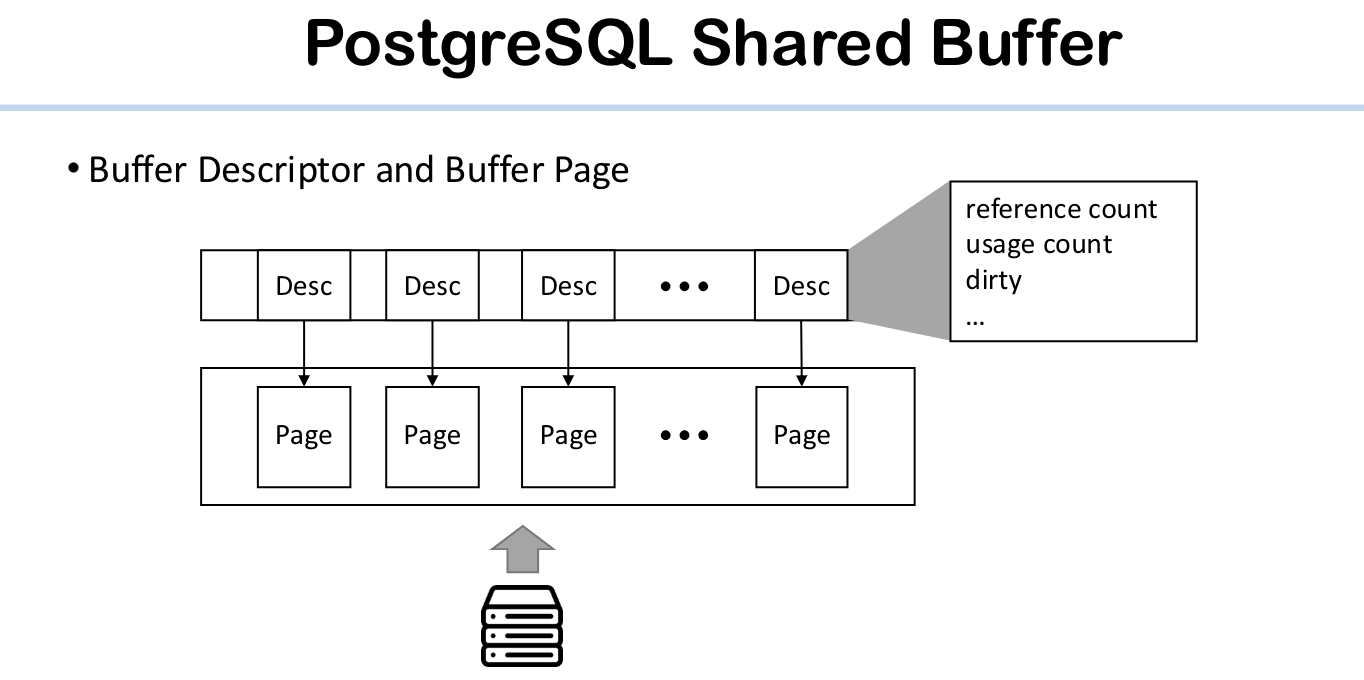 PostgreSQL Shared Buffer
• Buffer Descriptor and Buffer Page
reference count
usage count
dirty
...
Desc Desc Desc ••• Desc
Page Page Page ••• Page